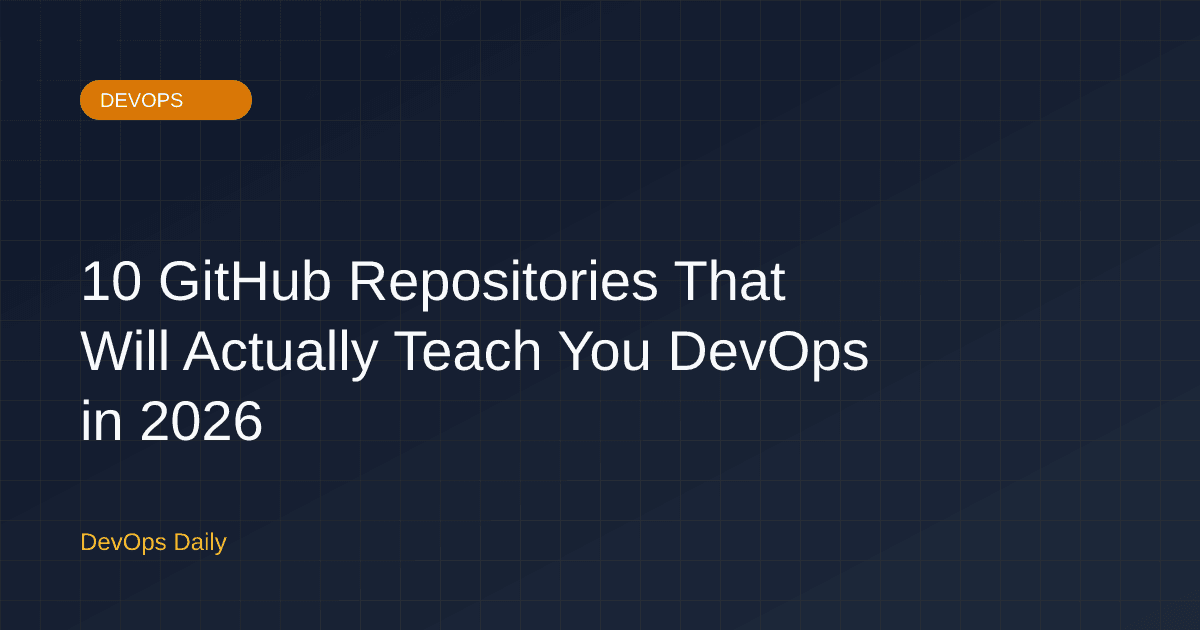 DEVOPS
10 GitHub Repositories That
Will Actually Teach You DevOps
in 2026
DevOps Daily